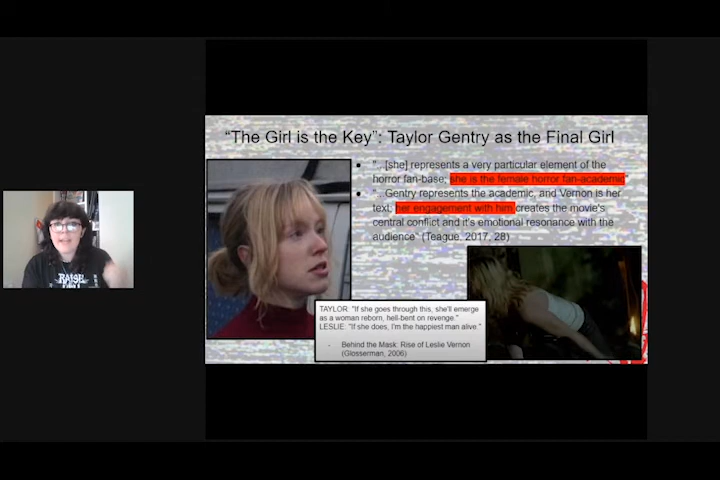 "The Girl is the Key": Taylor Gentry as the Final Girl
"...[she] represents a very particular element of the
horror fan-base; she is the female horror fan-academic"
"...Gentry represents the academic, and Vernon is her
text; her engagement with him creates the movie's
central conflict and it's emotional resonance with the
audience" (Teague, 2017, 28)
TAYLOR: "If she goes through this, she'll emerge
as a woman reborn, hell-bent on revenge."
LESLIE: "If she does, I'm the happiest man alive."
- Behind the Mask: Rise of Leslie Vernon
(Glosserman, 2006)
RAISE